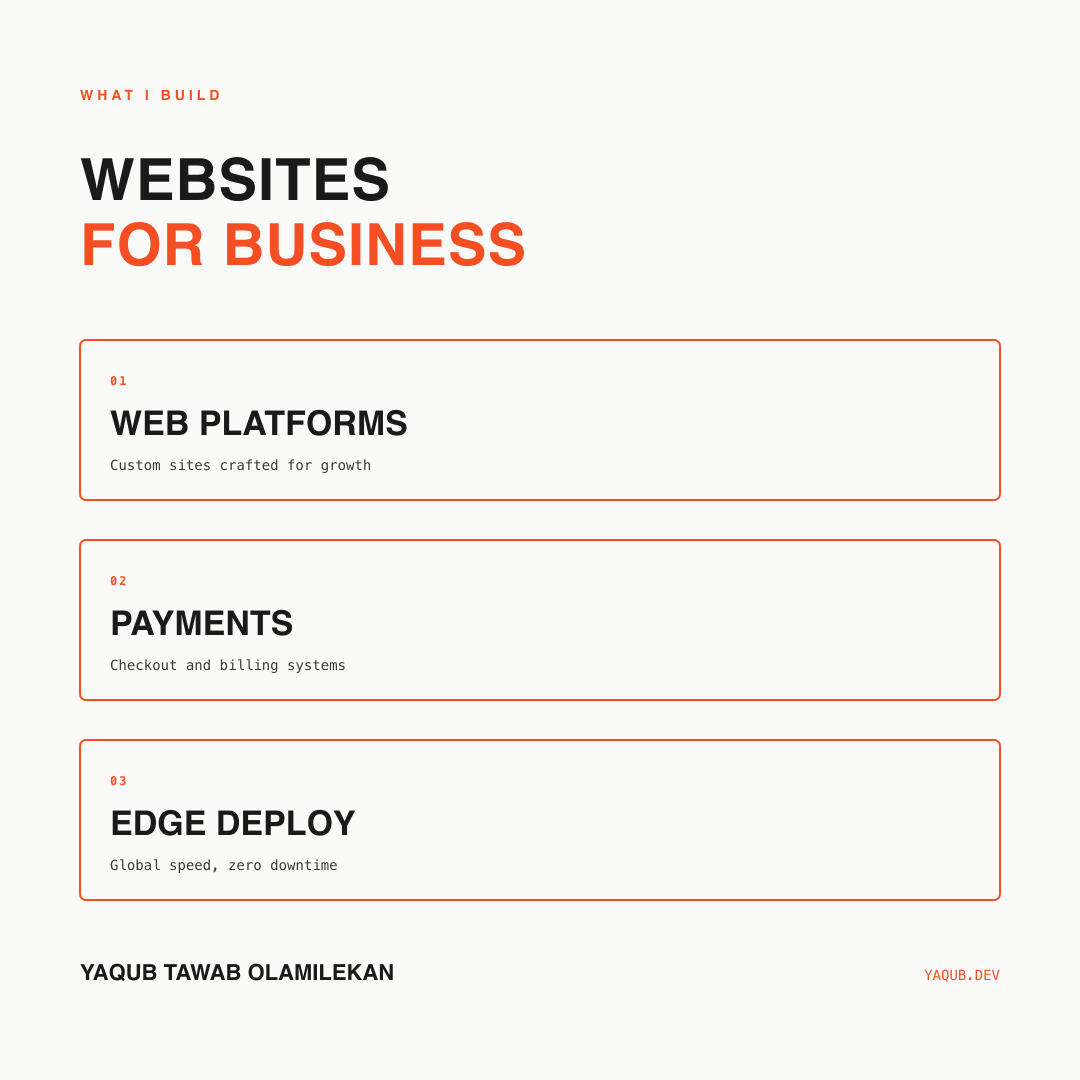 WHAT I BUILD
WEBSITES
FOR BUSINESS
01
WEB PLATFORMS
Custom sites crafted for growth
02
PAYMENTS
Checkout and billing systems
03
EDGE DEPLOY
Global speed, zero downtime
YAQUB TAWAB OLAMILEKAN
YAQUB.DEV